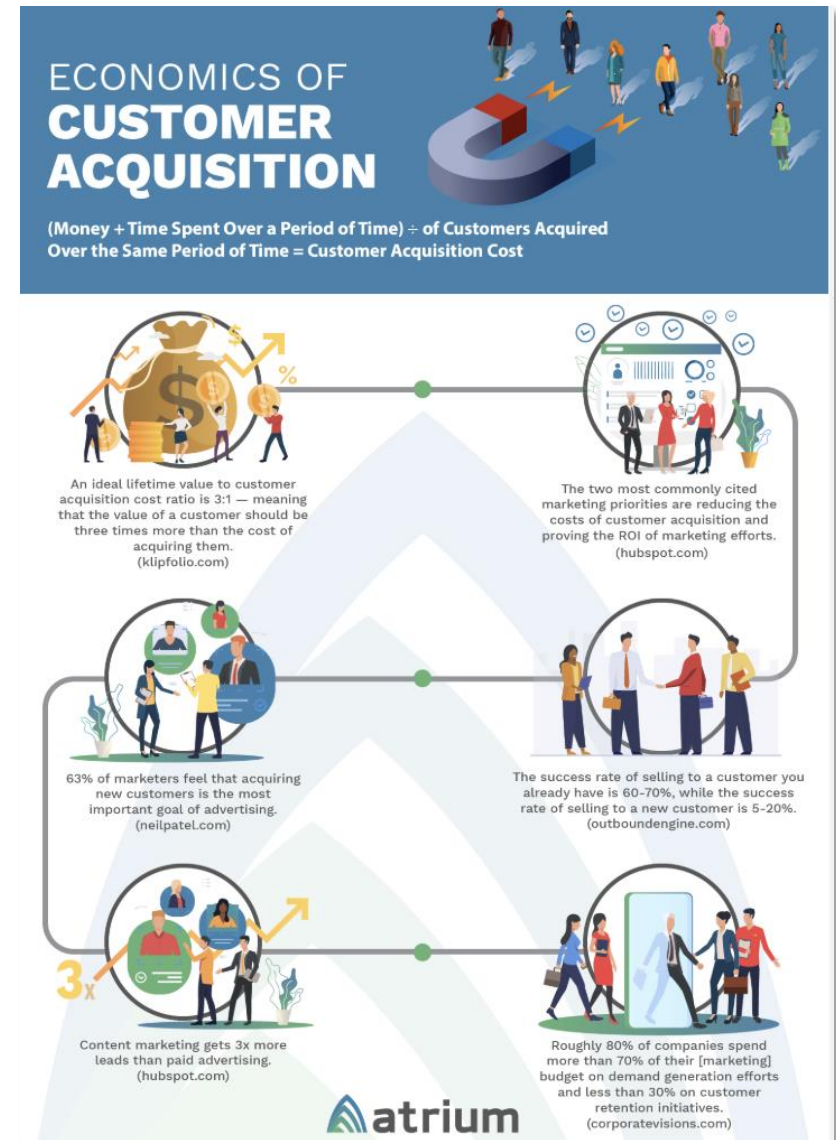 ECONOMICS OF
CUSTOMER
ACQUISITION
(Money + Time Spent Over a Period of Time) ÷ of Customers Acquired
Over the Same Period of Time = Customer Acquisition Cost
$
$
%
$
$
$
An ideal lifetime value to customer
acquisition cost ratio is 3:1 — meaning
that the value of a customer should be
three times more than the cost of
acquiring them.
(klipfolio.com)
The two most commonly cited
marketing priorities are reducing the
costs of customer acquisition and
proving the ROI of marketing efforts.
(hubspot.com)
63% of marketers feel that acquiring
new customers is the most
important goal of advertising.
(neilpatel.com)
The success rate of selling to a customer you
already have is 60-70%, while the success
rate of selling to a new customer is 5-20%.
(outboundengine.com)
3x
Content marketing gets 3x more
leads than paid advertising.
(hubspot.com)
Roughly 80% of companies spend
more than 70% of their [marketing]
budget on demand generation efforts
and less than 30% on customer
retention initiatives.
(corporatevisions.com)
atrium